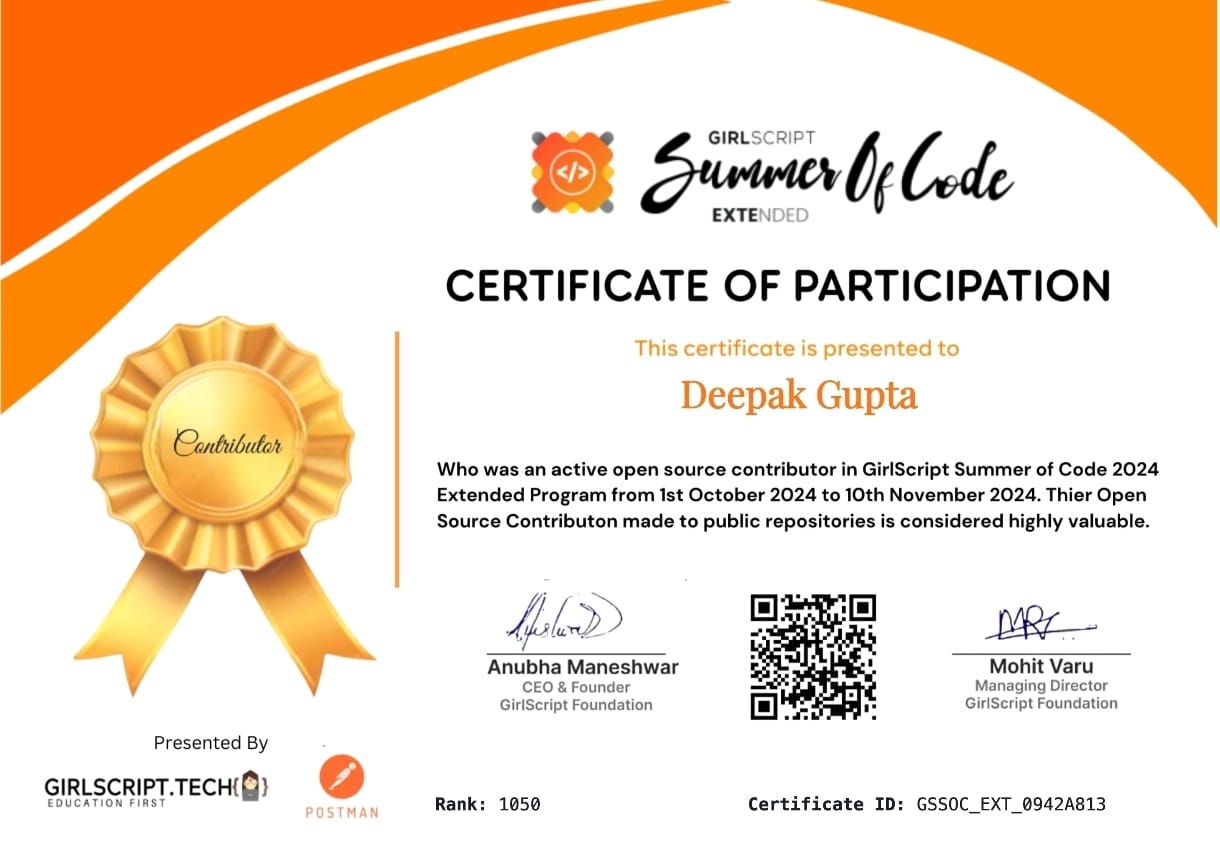 GIRLSCRIPT
Summer Of Code
EXTENDED
CERTIFICATE OF PARTICIPATION
This certificate is presented to
Deepak Gupta
Contributor
Who was an active open source contributor in GirlScript Summer of Code 2024
Extended Program from 1st October 2024 to 10th November 2024. Thier Open
Source Contributon made to public repositories is considered highly valuable.
Anubha Maneshwar
CEO & Founder
GirlScript Foundation
Mohit Varu
Managing Director
GirlScript Foundation
Presented By
GIRLSCRIPT.TECH{}
EDUCATION FIRST
POSTMAN
Rank: 1050
Certificate ID: GSSOC_EXT_0942A813